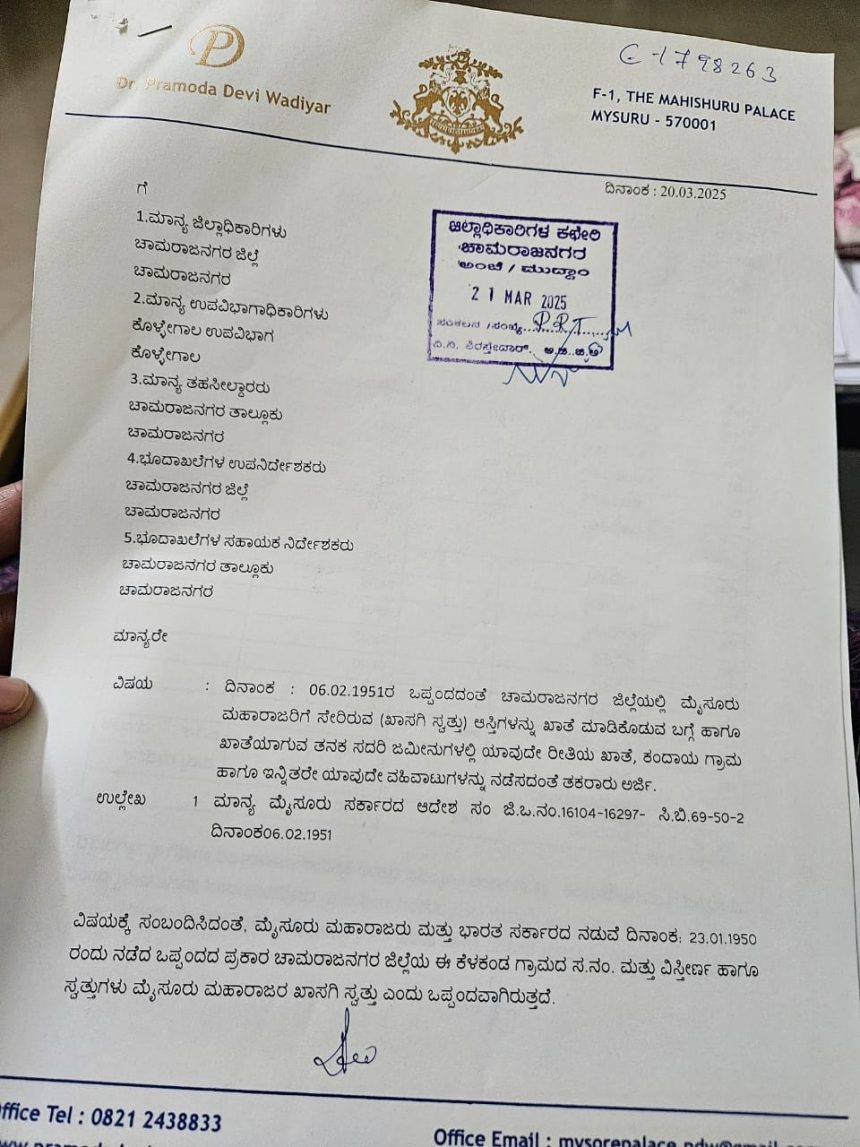 C-1798263
P
Dr. Pramoda Devi Wadiyar
F-1, THE MAHISHURU PALACE
MYSURU - 570001
ದಿನಾಂಕ : 20.03.2025
ಗೆ
1.ಮಾನ್ಯ ಜಿಲ್ಲಾಧಿಕಾರಿಗಳು
ಚಾಮರಾಜನಗರ ಜಿಲ್ಲೆ
ಚಾಮರಾಜನಗರ
2.ಮಾನ್ಯ ಉಪವಿಭಾಗಾಧಿಕಾರಿಗಳು
ಕೊಳ್ಳೇಗಾಲ ಉಪವಿಭಾಗ
ಕೊಳ್ಳೇಗಾಲ
3.ಮಾನ್ಯ ತಹಸೀಲ್ದಾರರು
ಚಾಮರಾಜನಗರ ತಾಲ್ಲೂಕು
ಚಾಮರಾಜನಗರ
4.ಭೂದಾಖಲೆಗಳ ಉಪನಿರ್ದೇಶಕರು
ಚಾಮರಾಜನಗರ ಜಿಲ್ಲೆ
ಚಾಮರಾಜನಗರ
5.ಭೂದಾಖಲೆಗಳ ಸಹಾಯಕ ನಿರ್ದೇಶಕರು
ಚಾಮರಾಜನಗರ ತಾಲ್ಲೂಕು
ಚಾಮರಾಜನಗರ
ಜಿಲ್ಲಾಧಿಕಾರಿಗಳ ಕಛೇರಿ
ಚಾಮರಾಜನಗರ
ಅಂಚೆ / ಮುದ್ದಾಂ
21 MAR 2025
ಸಂಕಲನ /ಸಂಖ್ಯೆ
ಮಾನ್ಯರೇ
ವಿಷಯ : ದಿನಾಂಕ : 06.02.1951ರ ಒಪ್ಪಂದದಂತೆ ಚಾಮರಾಜನಗರ ಜಿಲ್ಲೆಯಲ್ಲಿ ಮೈಸೂರು
ಮಹಾರಾಜರಿಗೆ ಸೇರಿರುವ (ಖಾಸಗಿ ಸ್ವತ್ತು) ಆಸ್ತಿಗಳನ್ನು ಖಾತೆ ಮಾಡಿಕೊಡುವ ಬಗ್ಗೆ ಹಾಗೂ
ಖಾತೆಯಾಗುವ ತನಕ ಸದರಿ ಜಮೀನುಗಳಲ್ಲಿ ಯಾವುದೇ ರೀತಿಯ ಖಾತೆ, ಕಂದಾಯ ಗ್ರಾಮ
ಹಾಗೂ ಇನ್ನಿತರೇ ಯಾವುದೇ ವಹಿವಾಟುಗಳನ್ನು ನಡೆಸದಂತೆ ತಕರಾರು ಅರ್ಜಿ.
ಉಲ್ಲೇಖ 1 ಮಾನ್ಯ ಮೈಸೂರು ಸರ್ಕಾರದ ಆದೇಶ ಸಂ ಜಿ.ಒ.ನಂ.16104-16297- ಸಿ.ಬಿ.69-50-2
ದಿನಾಂಕ06.02.1951
ವಿಷಯಕ್ಕೆ ಸಂಬಂದಿಸಿದಂತೆ, ಮೈಸೂರು ಮಹಾರಾಜರು ಮತ್ತು ಭಾರತ ಸರ್ಕಾರದ ನಡುವೆ ದಿನಾಂಕ: 23.01.1950
ರಂದು ನಡೆದ ಒಪ್ಪಂದದ ಪ್ರಕಾರ ಚಾಮರಾಜನಗರ ಜಿಲ್ಲೆಯ ಈ ಕೆಳಕಂಡ ಗ್ರಾಮದ ಸ.ನಂ. ಮತ್ತು ವಿಸ್ತೀರ್ಣ ಹಾಗೂ
ಸ್ವತ್ತುಗಳು ಮೈಸೂರು ಮಹಾರಾಜರ ಖಾಸಗಿ ಸ್ವತ್ತು ಎಂದು ಒಪ್ಪಂದವಾಗಿರುತ್ತದೆ.
Office Tel : 0821 2438833
Office Email :